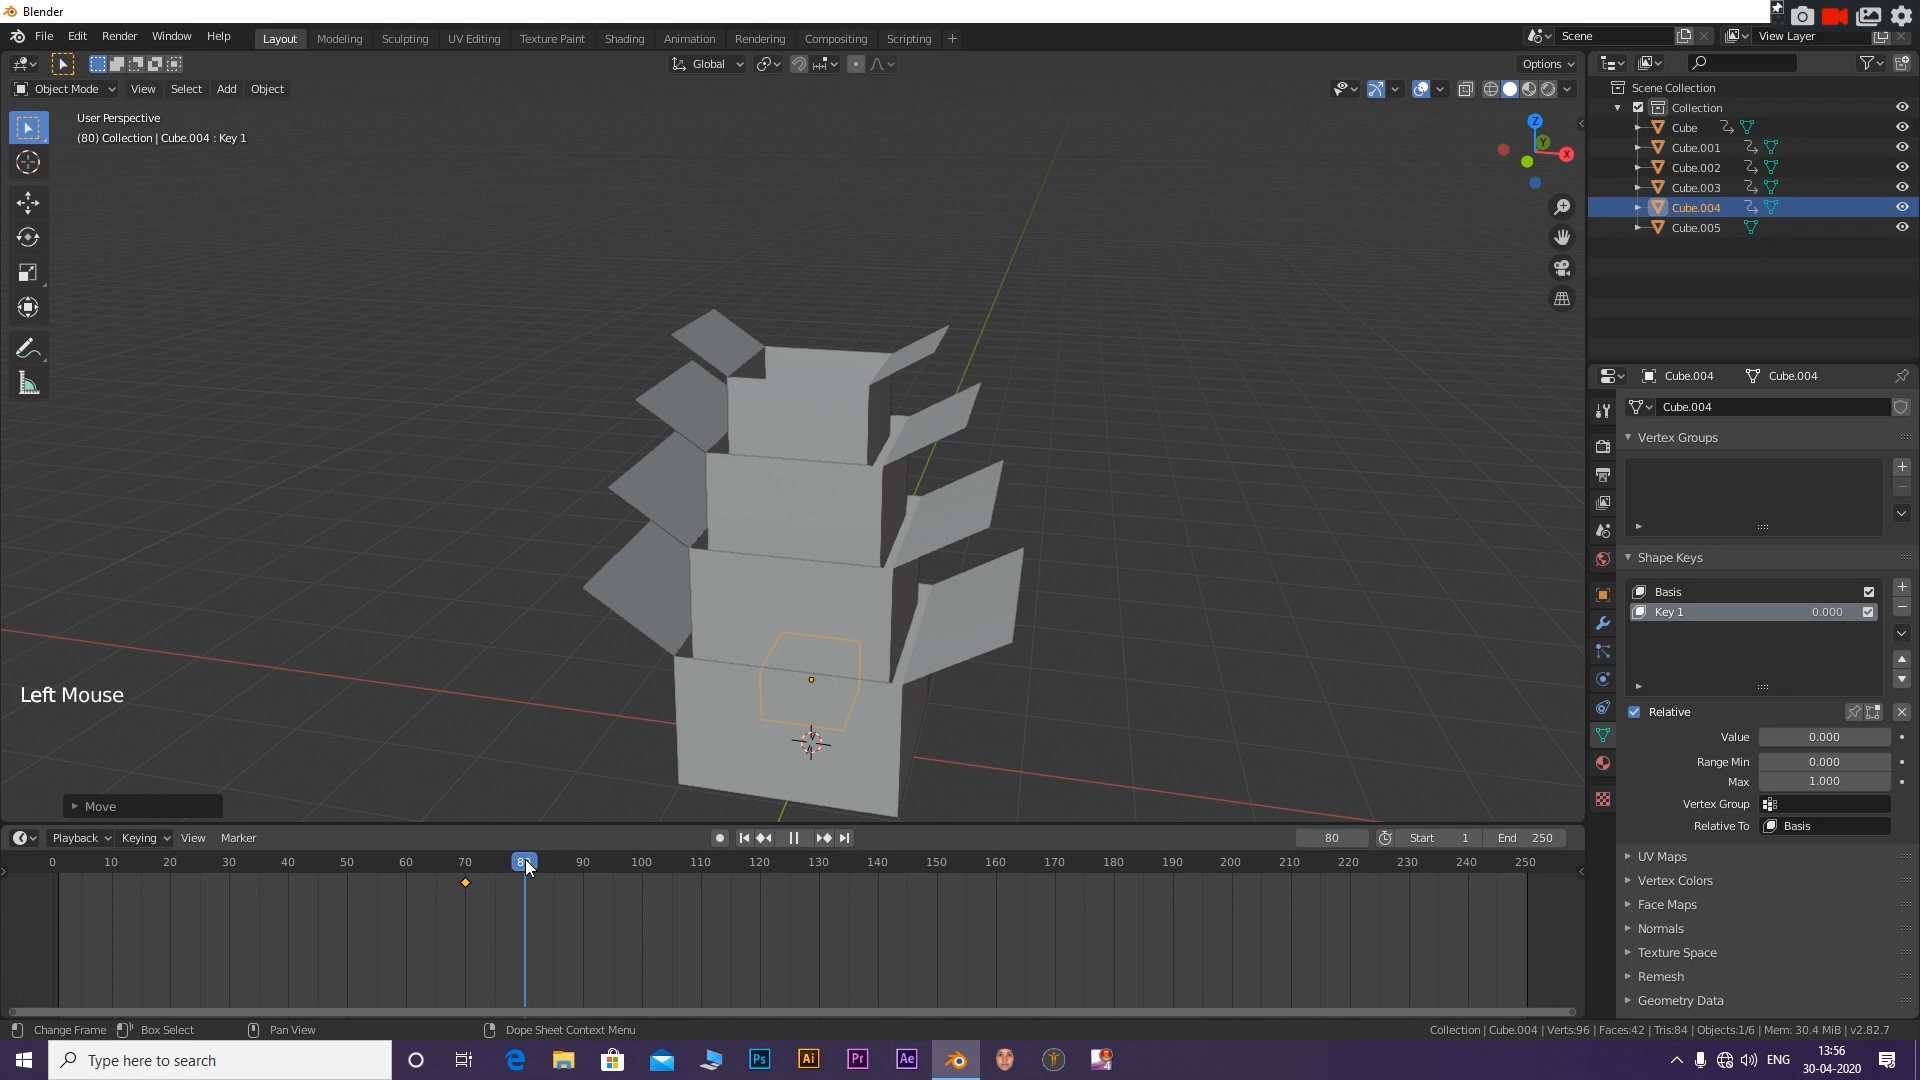 Blender
File Edit Render Window Help
Layout Modeling Sculpting UV Editing Texture Paint Shading Animation Rendering Compositing Scripting
Scene
View Layer
Global
Options
Object Mode View Select Add Object
User Perspective
(80) Collection | Cube.004 : Key 1
Z
Y
X
Scene Collection
Collection
Cube
Cube.001
Cube.002
Cube.003
Cube.004
Cube.005
Cube.004 Cube.004
Cube.004
Vertex Groups
Shape Keys
Basis
Key 1 0.000
Relative
Value 0.000
Range Min 0.000
Max 1.000
Vertex Group
Relative To Basis
UV Maps
Vertex Colors
Face Maps
Normals
Texture Space
Remesh
Geometry Data
Left Mouse
Move
Playback Keying View Marker
80 Start 1 End 250
0 10 20 30 40 50 60 70 80 90 100 110 120 130 140 150 160 170 180 190 200 210 220 230 240 250
Change Frame Box Select Pan View Dope Sheet Context Menu
Collection | Cube.004 | Verts:96 | Faces:42 | Tris:84 | Objects:1/6 | Mem: 30.4 MiB | v2.82.7
Type here to search
Ps Ai Pr Ae
ENG
13:56
30-04-2020